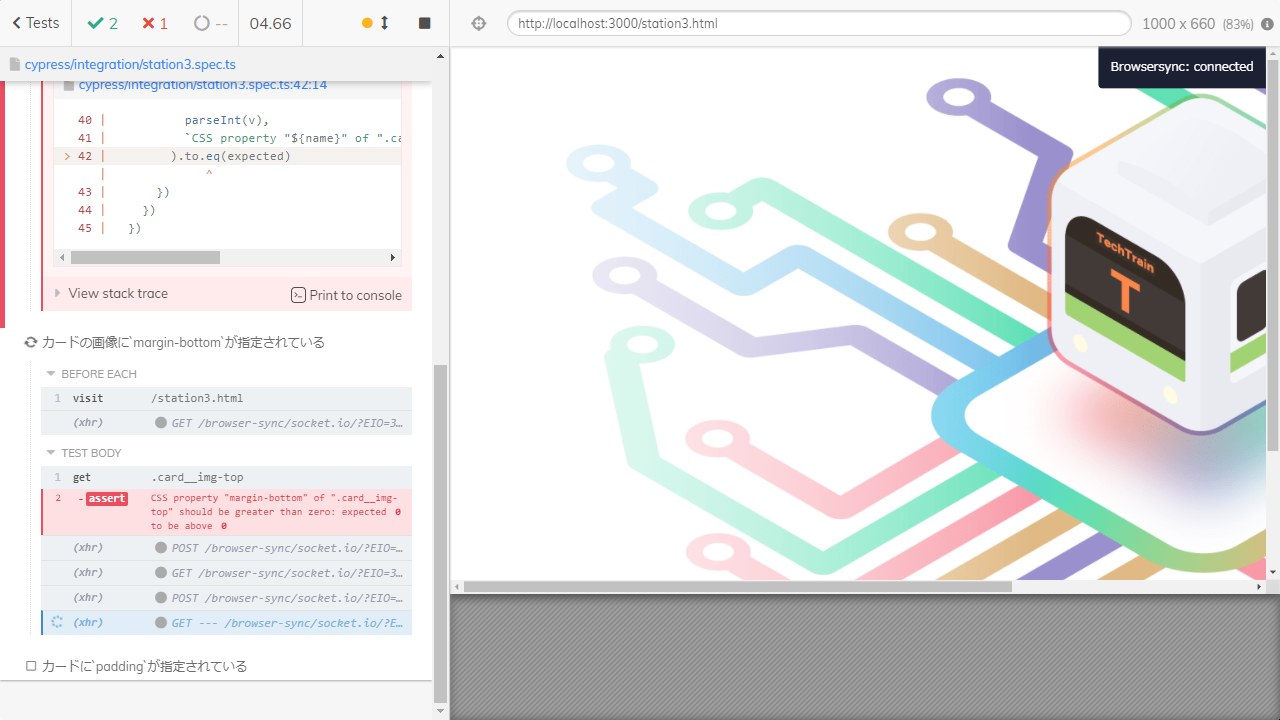 Tests
2
1
--
04.66
http://localhost:3000/station3.html
1000 x 660 (83%)
cypress/integration/station3.spec.ts
Browsersync: connected
cypress/integration/station3.spec.ts:42:14
40 | parseInt(v),
41 | `CSS property "${name}" of ".ca
> 42 | ).to.eq(expected)
| ^
43 | })
44 | })
45 | })
View stack trace
Print to console
カードの画像に`margin-bottom`が指定されている
BEFORE EACH
1 visit /station3.html
(xhr) GET /browser-sync/socket.io/?EIO=3…
TEST BODY
1 get .card__img-top
2 -assert CSS property "margin-bottom" of ".card__img-
top" should be greater than zero: expected 0
to be above 0
(xhr) POST /browser-sync/socket.io/?EIO=…
(xhr) GET /browser-sync/socket.io/?EIO=3…
(xhr) POST /browser-sync/socket.io/?EIO=…
(xhr) GET --- /browser-sync/socket.io/?E…
カードに`padding`が指定されている
TechTrain
T